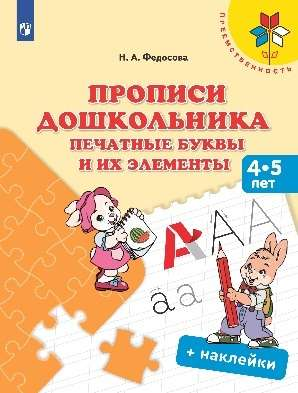 Н. А. Федосова
ПРЕЕМСТВЕННОСТЬ
ПРОПИСИ
ДОШКОЛЬНИКА
ПЕЧАТНЫЕ БУКВЫ
И ИХ ЭЛЕМЕНТЫ
4•5
лет
А А А
а а
+ наклейки